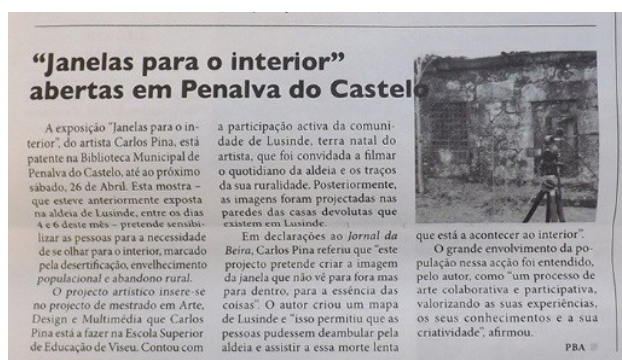 “Janelas para o interior”
abertas em Penalva do Castelo
A exposição “Janelas para o in-
terior”, do artista Carlos Pina, está
patente na Biblioteca Municipal de
Penalva do Castelo, até ao próximo
sábado, 26 de Abril. Esta mostra –
que esteve anteriormente exposta
na aldeia de Lusinde, entre os dias
4 e 6 deste mês – pretende sensibi-
lizar as pessoas para a necessidade
de se olhar para o interior, marcado
pela desertificação, envelhecimento
populacional e abandono rural.
O projecto artístico insere-se
no projecto de mestrado em Arte,
Design e Multimédia que Carlos
Pina está a fazer na Escola Superior
de Educação de Viseu. Contou com
a participação activa da comuni-
dade de Lusinde, terra natal do
artista, que foi convidada a filmar
o quotidiano da aldeia e os traços
da sua ruralidade. Posteriormente,
as imagens foram projectadas nas
paredes das casas devolutas que
existem em Lusinde.
Em declarações ao Jornal da
Beira, Carlos Pina referiu que “este
projecto pretende criar a imagem
da janela que não vê para fora mas
para dentro, para a essência das
coisas”. O autor criou um mapa
de Lusinde e “isso permitiu que as
pessoas pudessem deambular pela
aldeia e assistir a essa morte lenta
que está a acontecer ao interior”.
O grande envolvimento da po-
pulação nessa acção foi entendido,
pelo autor, como “um processo de
arte colaborativa e participativa,
valorizando as suas experiências,
os seus conhecimentos e a sua
criatividade”, afirmou.
PBA